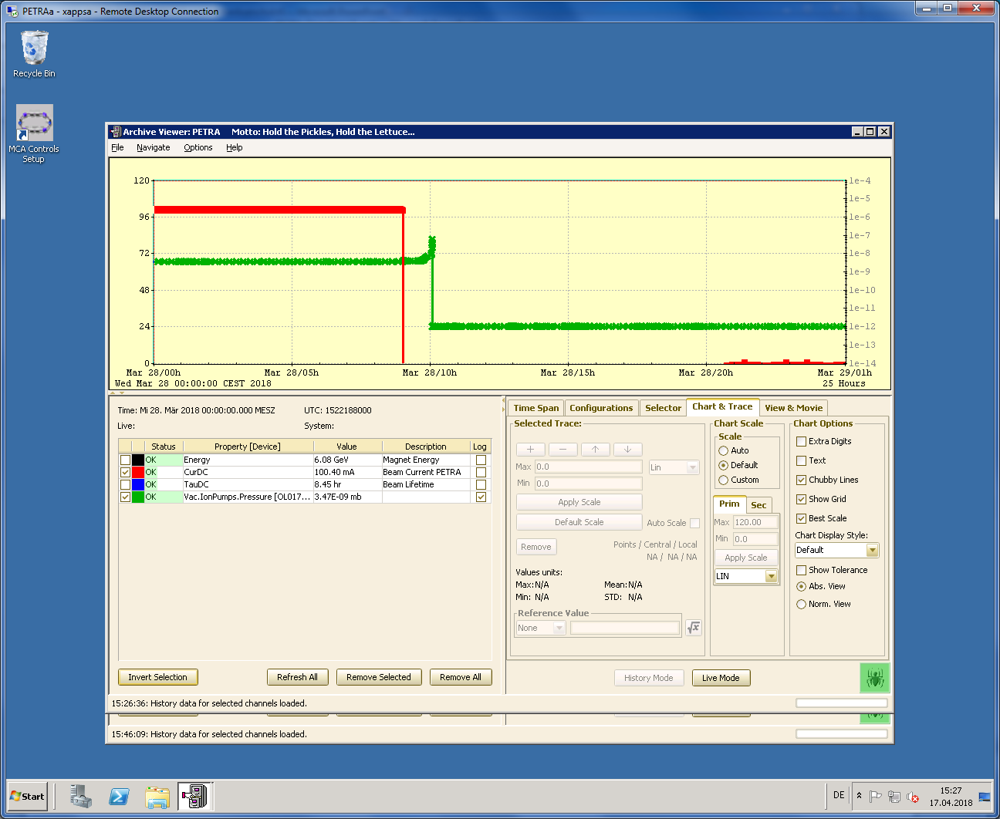 PETRAa - xappsa - Remote Desktop Connection
Recycle Bin
MCA Controls
Setup
Archive Viewer: PETRA Motto: Hold the Pickles, Hold the Lettuce...
File Navigate Options Help
120
96
72
48
24
0
1e-4
1e-5
1e-6
1e-7
1e-8
1e-9
1e-10
1e-11
1e-12
1e-13
1e-14
Mar 28/00h Mar 28/05h Mar 28/10h Mar 28/15h Mar 28/20h Mar 29/01h
Wed Mar 28 00:00:00 CEST 2018 25 Hours
Time: Mi 28. Mär 2018 00:00:00.000 MESZ UTC: 1522188000
Live: System:
Status Property [Device] Value Description Log
OK Energy 6.08 GeV Magnet Energy
OK CurDC 100.40 mA Beam Current PETRA
OK TauDC 8.45 hr Beam Lifetime
OK Vac.IonPumps.Pressure [OL017... 3.47E-09 mb
Invert Selection Refresh All Remove Selected Remove All
Time Span Configurations Selector Chart & Trace View & Movie
Selected Trace:
+ − ↑ ↓
Max 0.0 Lin
Min 0.0
Apply Scale
Default Scale Auto Scale
Remove Points / Central / Local
NA / NA / NA
Values units:
Max: N/A Mean: N/A
Min: N/A STD: N/A
Reference Value
None √x
Chart Scale
Scale
Auto
Default
Custom
Prim Sec
Max 120.00
Min 0.0
Apply Scale
LIN
Chart Options
Extra Digits
Text
Chubby Lines
Show Grid
Best Scale
Chart Display Style:
Default
Show Tolerance
Abs. View
Norm. View
History Mode Live Mode
15:26:36: History data for selected channels loaded.
15:46:09: History data for selected channels loaded.
Start DE 15:27
17.04.2018